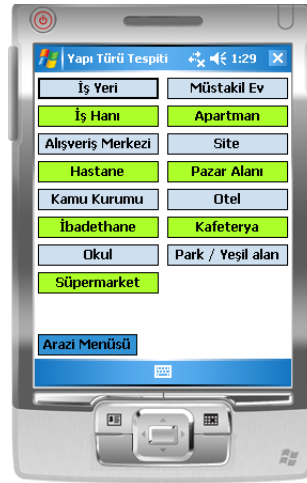 Yapı Türü Tespiti 1:29
İş Yeri Müstakil Ev
İş Hanı Apartman
Alışveriş Merkezi Site
Hastane Pazar Alanı
Kamu Kurumu Otel
İbadethane Kafeterya
Okul Park / Yeşil alan
Süpermarket
Arazi Menüsü